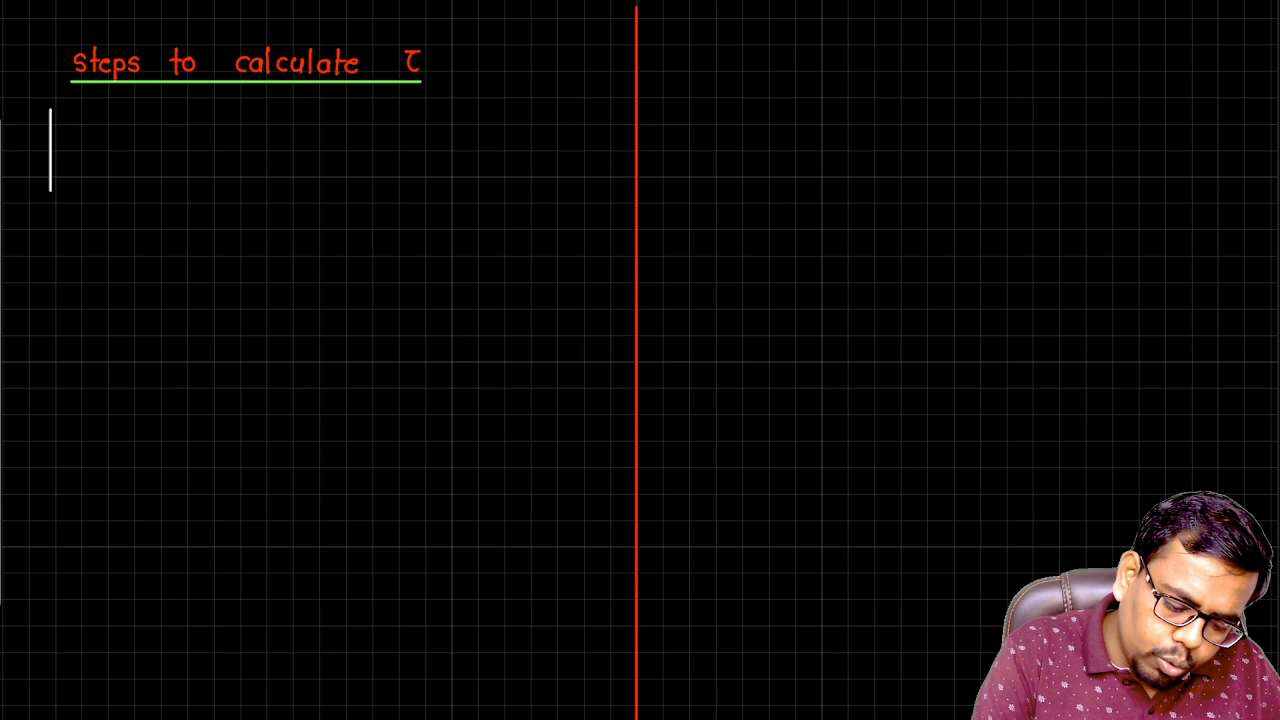 steps to calculate τ